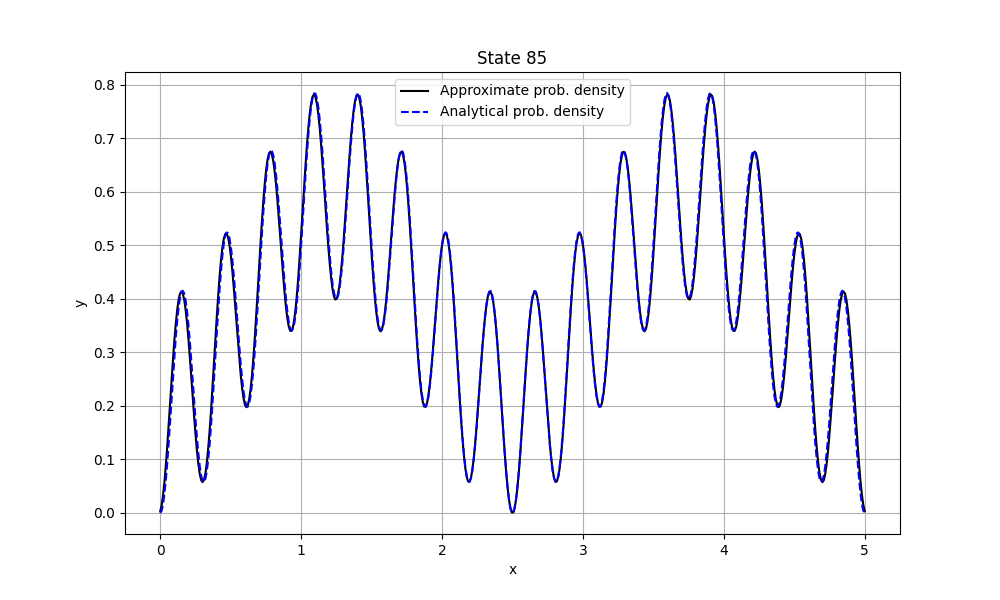 State 85
Approximate prob. density
Analytical prob. density
0.8
0.7
0.6
0.5
0.4
0.3
0.2
0.1
0.0
y
0 1 2 3 4 5
x